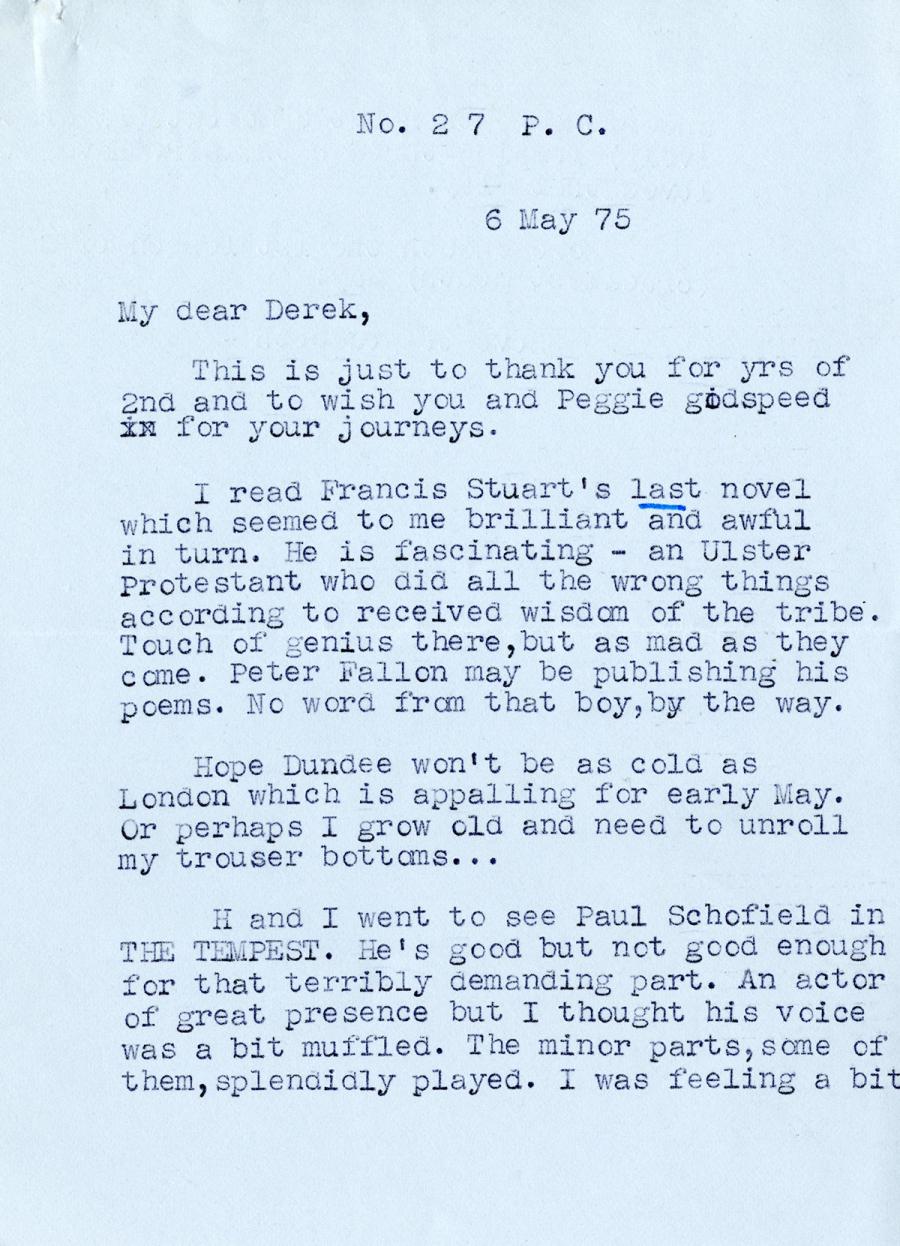 No. 2 7 P. C.
6 May 75
My dear Derek,
This is just to thank you for yrs of
2nd and to wish you and Peggie godspeed
in for your journeys.
I read Francis Stuart's last novel
which seemed to me brilliant and awful
in turn. He is fascinating - an Ulster
Protestant who did all the wrong things
according to received wisdom of the tribe.
Touch of genius there,but as mad as they
come. Peter Fallon may be publishing his
poems. No word from that boy,by the way.
Hope Dundee won't be as cold as
London which is appalling for early May.
Or perhaps I grow old and need to unroll
my trouser bottoms...
H and I went to see Paul Schofield in
THE TEMPEST. He's good but not good enough
for that terribly demanding part. An actor
of great presence but I thought his voice
was a bit muffled. The minor parts,some of
them,splendidly played. I was feeling a bit